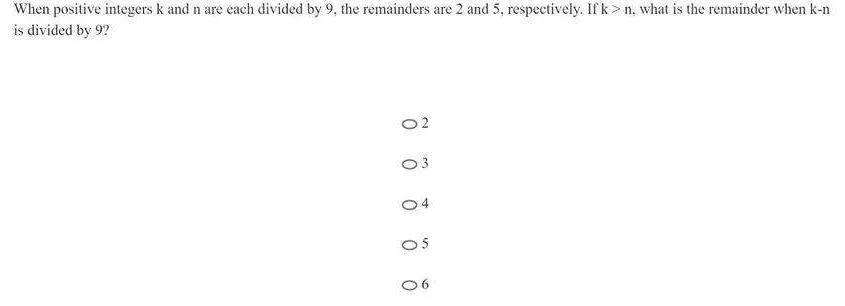 When positive integers k and n are each divided by 9, the remainders are 2 and 5, respectively. If k > n, what is the remainder when k-n
is divided by 9?
2
3
4
5
6